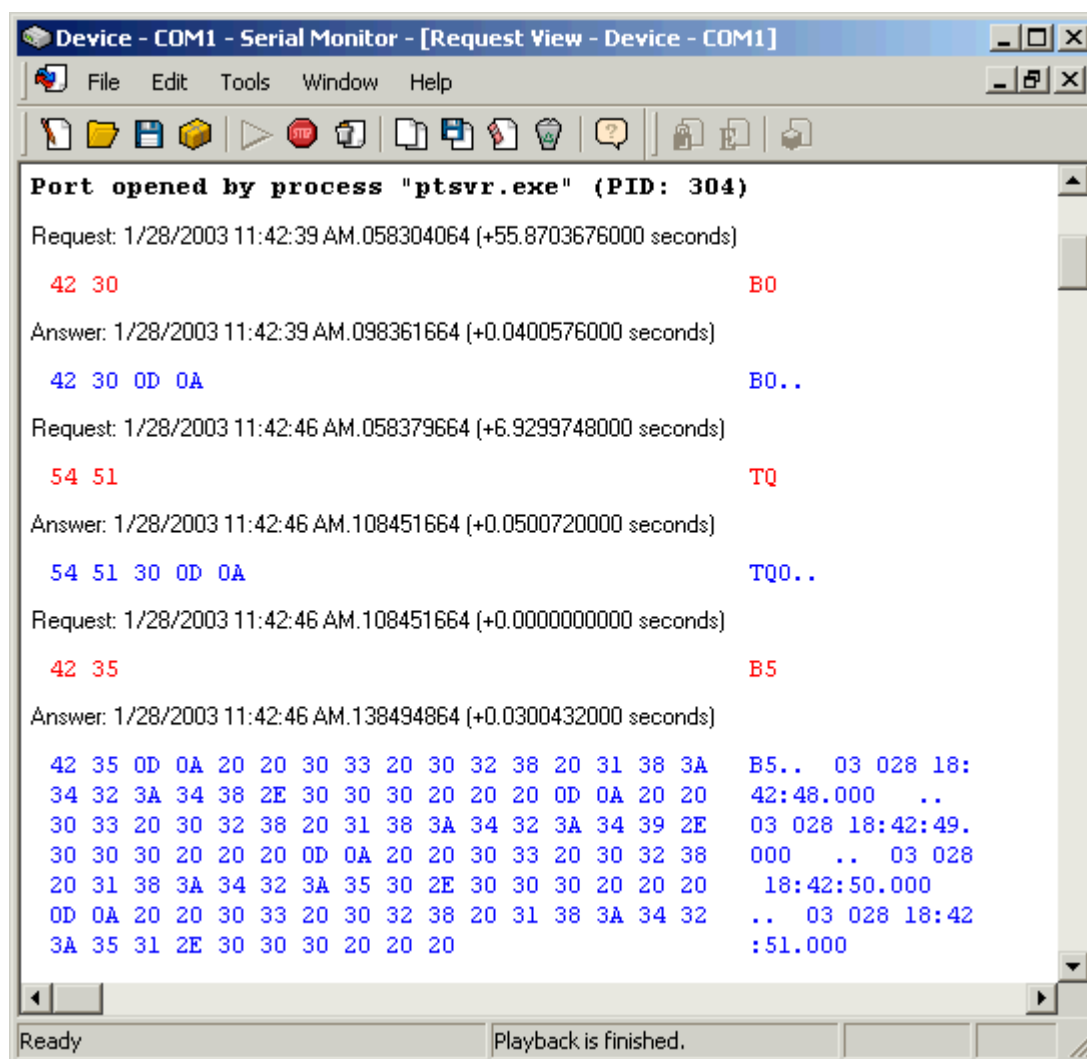 Device - COM1 - Serial Monitor - [Request View - Device - COM1]
File Edit Tools Window Help
STOP
E
Port opened by process "ptsvr.exe" (PID: 304)
Request: 1/28/2003 11:42:39 AM.058304064 (+55.8703676000 seconds)
42 30 B0
Answer: 1/28/2003 11:42:39 AM.098361664 (+0.0400576000 seconds)
42 30 0D 0A B0..
Request: 1/28/2003 11:42:46 AM.058379664 (+6.9299748000 seconds)
54 51 TQ
Answer: 1/28/2003 11:42:46 AM.108451664 (+0.0500720000 seconds)
54 51 30 0D 0A TQ0..
Request: 1/28/2003 11:42:46 AM.108451664 (+0.0000000000 seconds)
42 35 B5
Answer: 1/28/2003 11:42:46 AM.138494864 (+0.0300432000 seconds)
42 35 0D 0A 20 20 30 33 20 30 32 38 20 31 38 3A B5.. 03 028 18:
34 32 3A 34 38 2E 30 30 30 20 20 20 0D 0A 20 20 42:48.000 ..
30 33 20 30 32 38 20 31 38 3A 34 32 3A 34 39 2E 03 028 18:42:49.
30 30 30 20 20 20 0D 0A 20 20 30 33 20 30 32 38 000 .. 03 028
20 31 38 3A 34 32 3A 35 30 2E 30 30 30 20 20 20 18:42:50.000
0D 0A 20 20 30 33 20 30 32 38 20 31 38 3A 34 32 .. 03 028 18:42
3A 35 31 2E 30 30 30 20 20 20 :51.000
Ready Playback is finished.